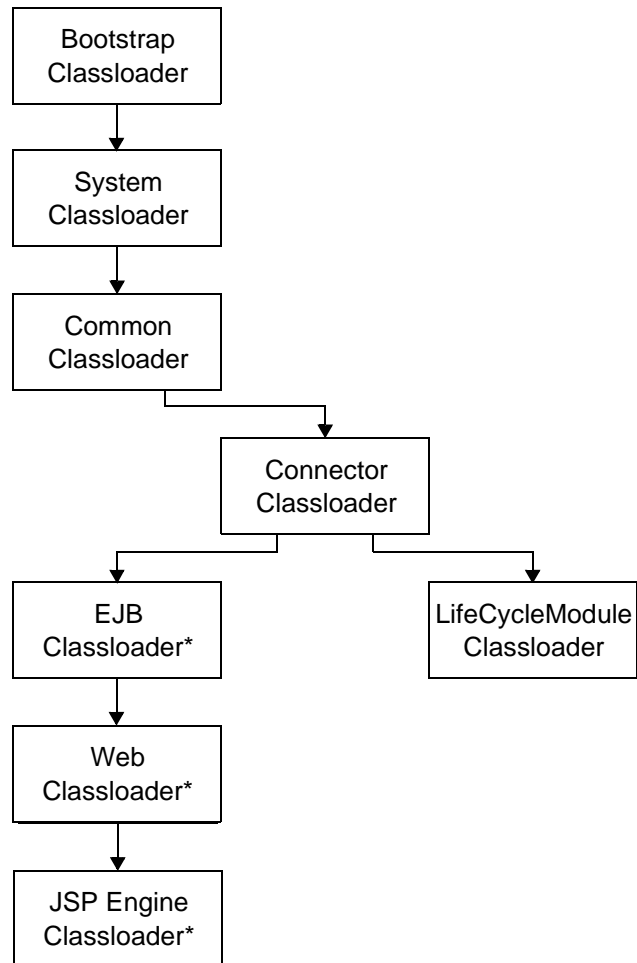 Bootstrap
Classloader
System
Classloader
Common
Classloader
Connector
Classloader
EJB
Classloader*
LifeCycleModule
Classloader
Web
Classloader*
JSP Engine
Classloader*